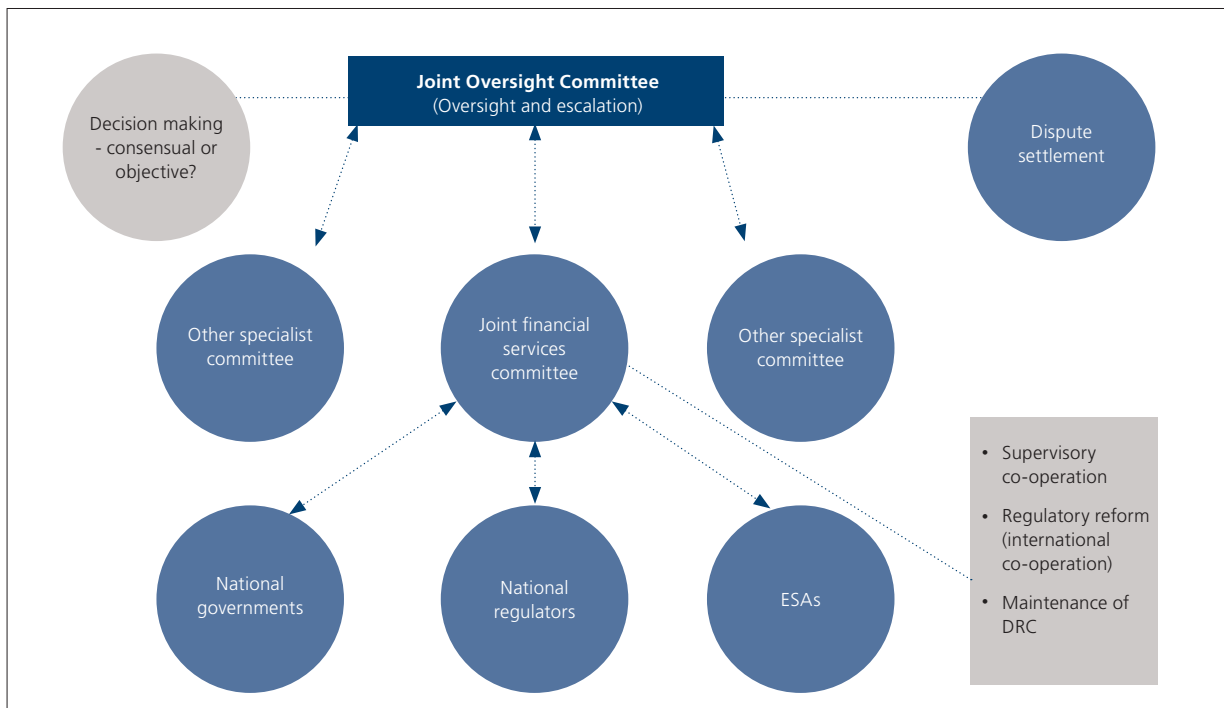 Joint Oversight Committee
(Oversight and escalation)
Decision making
- consensual or
objective?
Dispute
settlement
Other specialist
committee
Joint financial
services
committee
Other specialist
committee
• Supervisory
co-operation
• Regulatory reform
(international
co-operation)
• Maintenance of
DRC
National
governments
National
regulators
ESAs